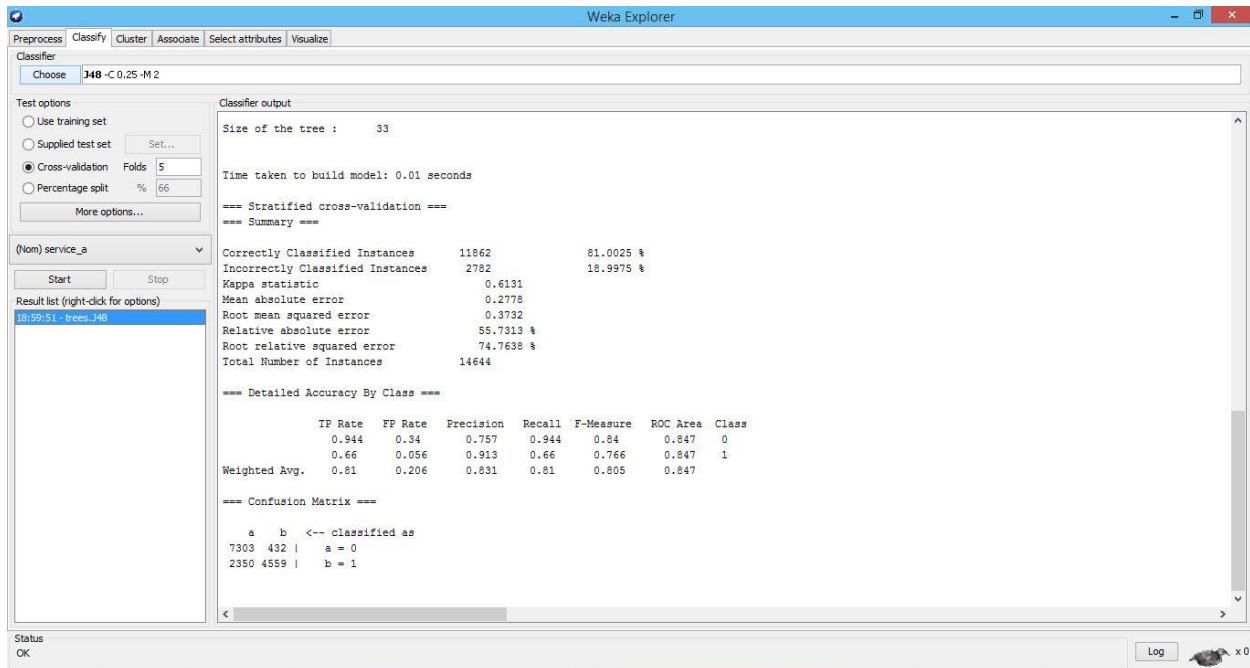 Weka Explorer
Preprocess Classify Cluster Associate Select attributes Visualize
Classifier
Choose J48 -C 0.25 -M 2
Test options
Use training set
Supplied test set Set...
Cross-validation Folds 5
Percentage split % 66
More options...
(Nom) service_a
Start Stop
Result list (right-click for options)
18:59:51 - trees.J48
Classifier output
Size of the tree : 33
Time taken to build model: 0.01 seconds
=== Stratified cross-validation ===
=== Summary ===
Correctly Classified Instances 11862 81.0025 %
Incorrectly Classified Instances 2782 18.9975 %
Kappa statistic 0.6131
Mean absolute error 0.2778
Root mean squared error 0.3732
Relative absolute error 55.7313 %
Root relative squared error 74.7638 %
Total Number of Instances 14644
=== Detailed Accuracy By Class ===
TP Rate FP Rate Precision Recall F-Measure ROC Area Class
0.944 0.34 0.757 0.944 0.84 0.847 0
0.66 0.056 0.913 0.66 0.766 0.847 1
Weighted Avg. 0.81 0.206 0.831 0.81 0.805 0.847
=== Confusion Matrix ===
a b <-- classified as
7303 432 | a = 0
2350 4559 | b = 1
Status
OK
Log x 0